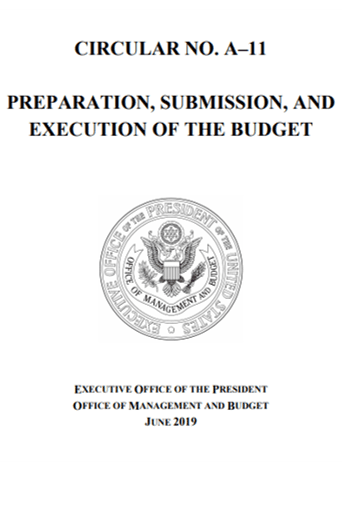 CIRCULAR NO. A–11
PREPARATION, SUBMISSION, AND
EXECUTION OF THE BUDGET
EXECUTIVE OFFICE OF THE PRESIDENT OF THE UNITED STATES
OFFICE OF MANAGEMENT AND BUDGET
EXECUTIVE OFFICE OF THE PRESIDENT
OFFICE OF MANAGEMENT AND BUDGET
JUNE 2019